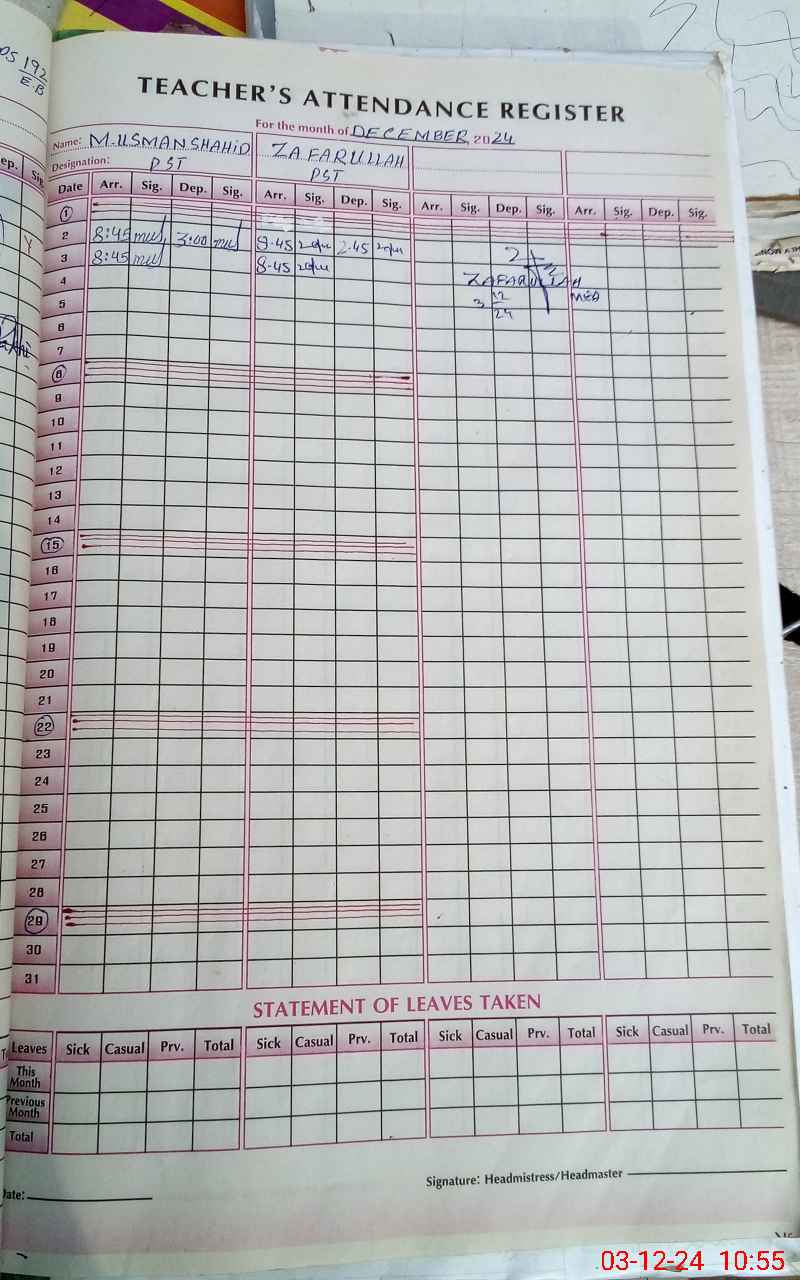 192
E.B
TEACHER'S ATTENDANCE REGISTER
For the month of DECEMBER, 2024
Name: M. USMAN SHAHID ZAFARULLAH
Designation: PST PST
Date Arr. Sig. Dep. Sig. Arr. Sig. Dep. Sig. Arr. Sig. Dep. Sig. Arr. Sig. Dep. Sig.
1
2 8:45 3:00 8.45 2.45
3 8:45 8.45
4 ZAFARULLAH
5 3 12 MEA
24
6
7
8
9
10
11
12
13
14
15
16
17
18
19
20
21
22
23
24
25
26
27
28
29
30
31
STATEMENT OF LEAVES TAKEN
Leaves Sick Casual Prv. Total Sick Casual Prv. Total Sick Casual Prv. Total Sick Casual Prv. Total
This Month
Previous Month
Total
Signature: Headmistress/Headmaster
Date:
03-12-24 10:55